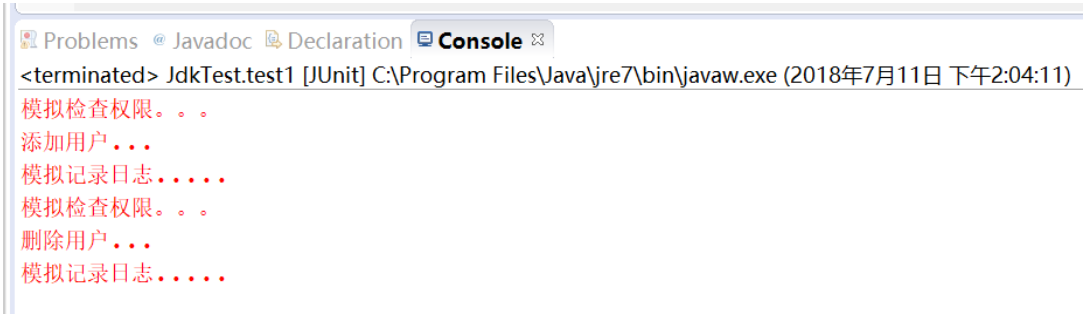 Problems @ Javadoc Declaration Console
<terminated> JdkTest.test1 [JUnit] C:\Program Files\Java\jre7\bin\javaw.exe (2018年7月11日 下午2:04:11)
模拟检查权限。。。
添加用户...
模拟记录日志.....
模拟检查权限。。。
删除用户...
模拟记录日志.....